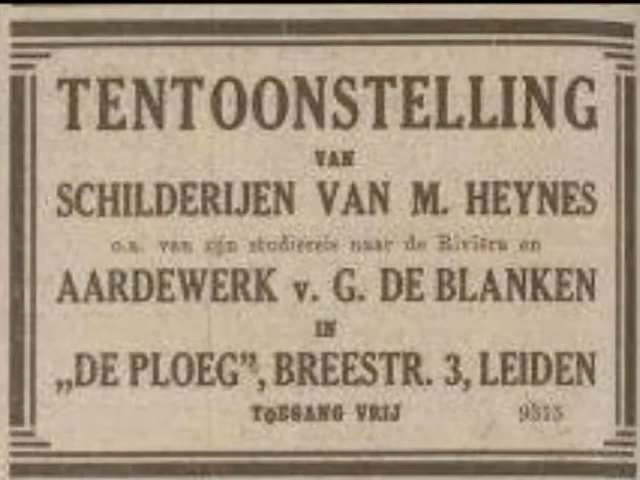 TENTOONSTELLING
VAN
SCHILDERIJEN VAN M. HEYNES
o.a. van zijn studiereis naar de Rivièra en
AARDEWERK v. G. DE BLANKEN
IN
„DE PLOEG”, BREESTR. 3, LEIDEN
TOEGANG VRIJ 9313